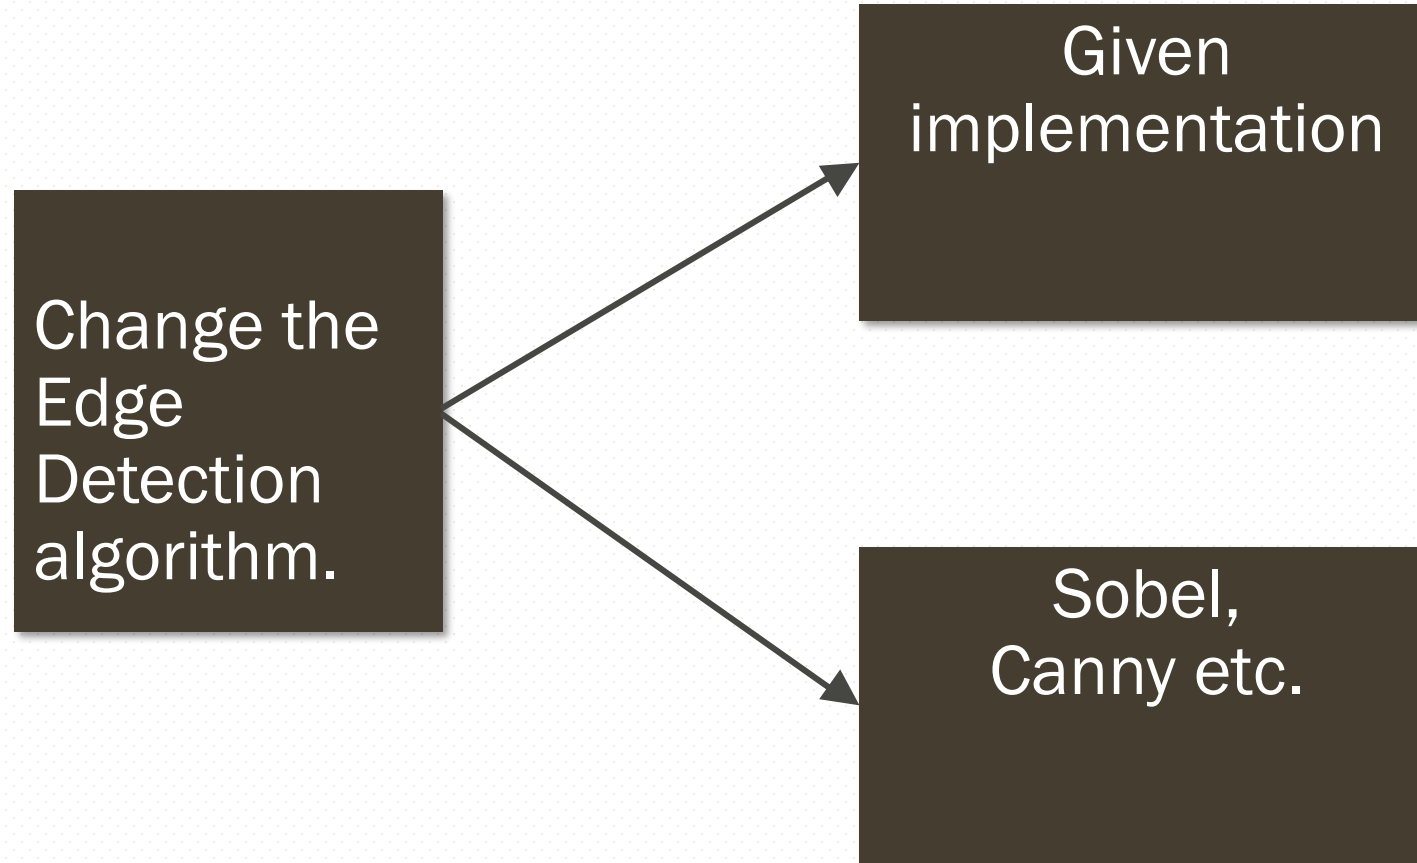 Given
implementation
Change the
Edge
Detection
algorithm.
Sobel,
Canny etc.